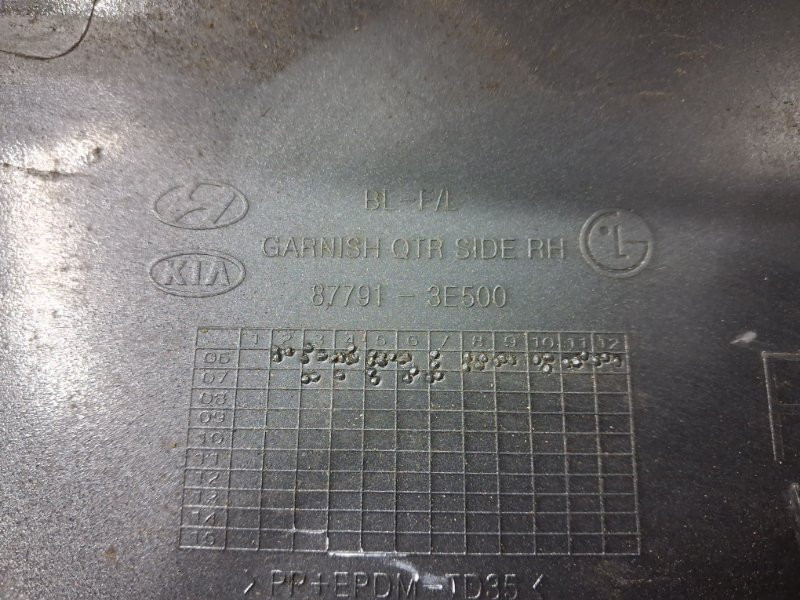 BL-F/L
GARNISH QTR SIDE RH
KIA
87791 - 3E500
1 2 3 4 5 6 7 8 9 10 11 12
06
07
08
09
10
11
12
13
14
15
>PP+EPDM-TD35<